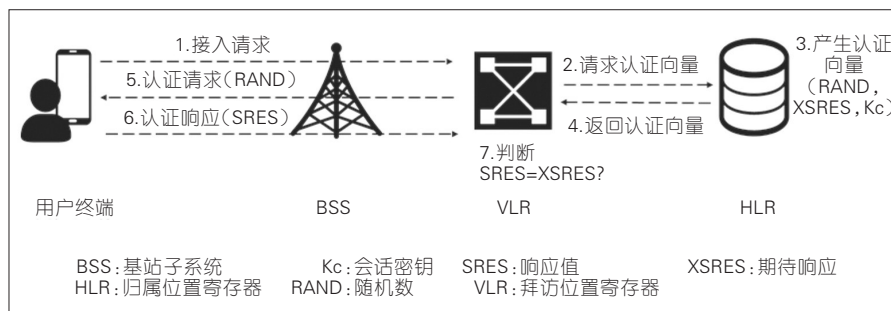 1.接入请求
5.认证请求(RAND)
6.认证响应(SRES)
2.请求认证向量
4.返回认证向量
3.产生认证
向量
(RAND,
XSRES,Kc)
7.判断
SRES=XSRES?
用户终端
BSS
VLR
HLR
BSS:基站子系统 Kc:会话密钥 SRES:响应值 XSRES:期待响应
HLR:归属位置寄存器 RAND:随机数 VLR:拜访位置寄存器